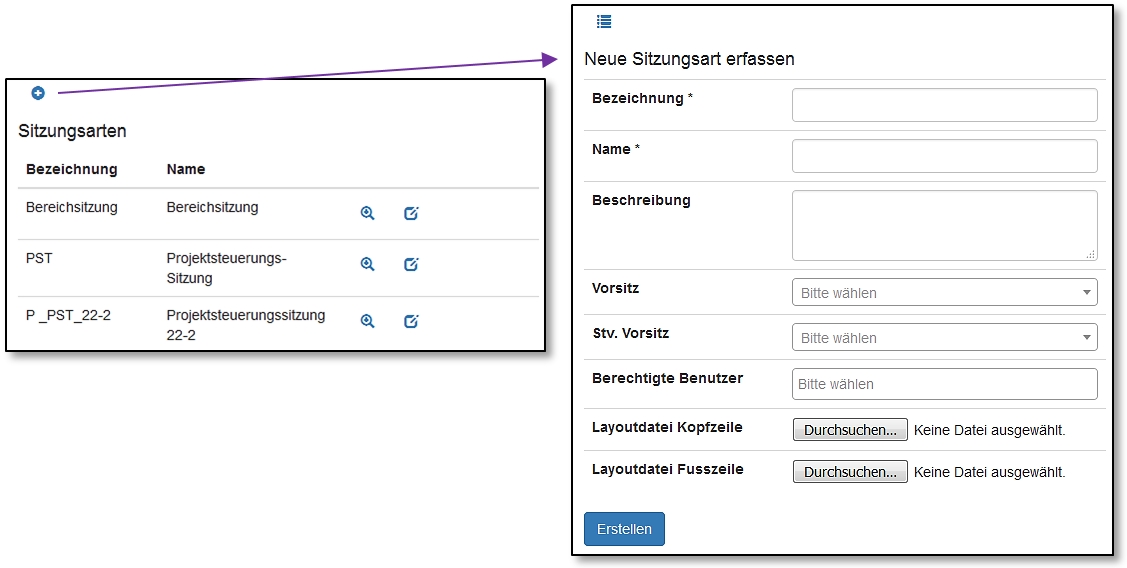 Sitzungsarten
Bezeichnung Name
Bereichsitzung Bereichsitzung
PST Projektsteuerungs-
Sitzung
P _PST_22-2 Projektsteuerungssitzung
22-2
Neue Sitzungsart erfassen
Bezeichnung *
Name *
Beschreibung
Vorsitz Bitte wählen
Stv. Vorsitz Bitte wählen
Berechtigte Benutzer Bitte wählen
Layoutdatei Kopfzeile Durchsuchen... Keine Datei ausgewählt.
Layoutdatei Fusszeile Durchsuchen... Keine Datei ausgewählt.
Erstellen